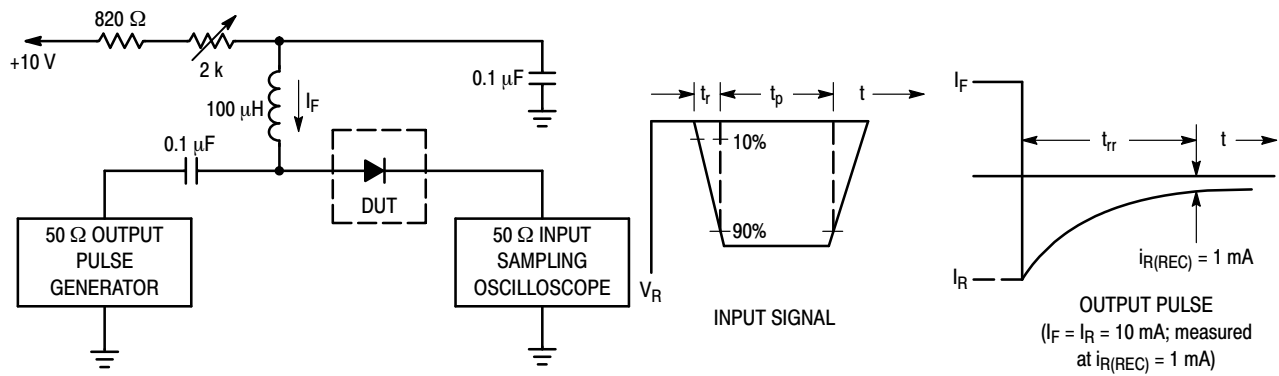 820 Ω
+10 V
2 k
100 μH
I_F
0.1 μF
0.1 μF
DUT
50 Ω OUTPUT
PULSE
GENERATOR
50 Ω INPUT
SAMPLING
OSCILLOSCOPE
t_r
t_p
t
10%
90%
V_R
INPUT SIGNAL
I_F
t_rr
t
I_R
i_R(REC) = 1 mA
OUTPUT PULSE
(I_F = I_R = 10 mA; measured
at i_R(REC) = 1 mA)